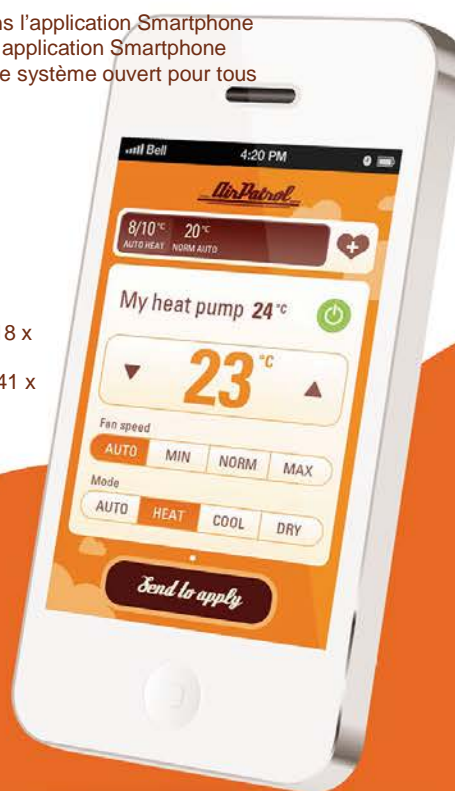 ns l'application Smartphone
application Smartphone
e système ouvert pour tous
Bell 4:20 PM
AirPatrol
8/10°C 20°C
AUTO HEAT NORM AUTO
My heat pump 24°C
8 x
23°C
41 x
Fan speed
AUTO MIN NORM MAX
Mode
AUTO HEAT COOL DRY
Send to apply